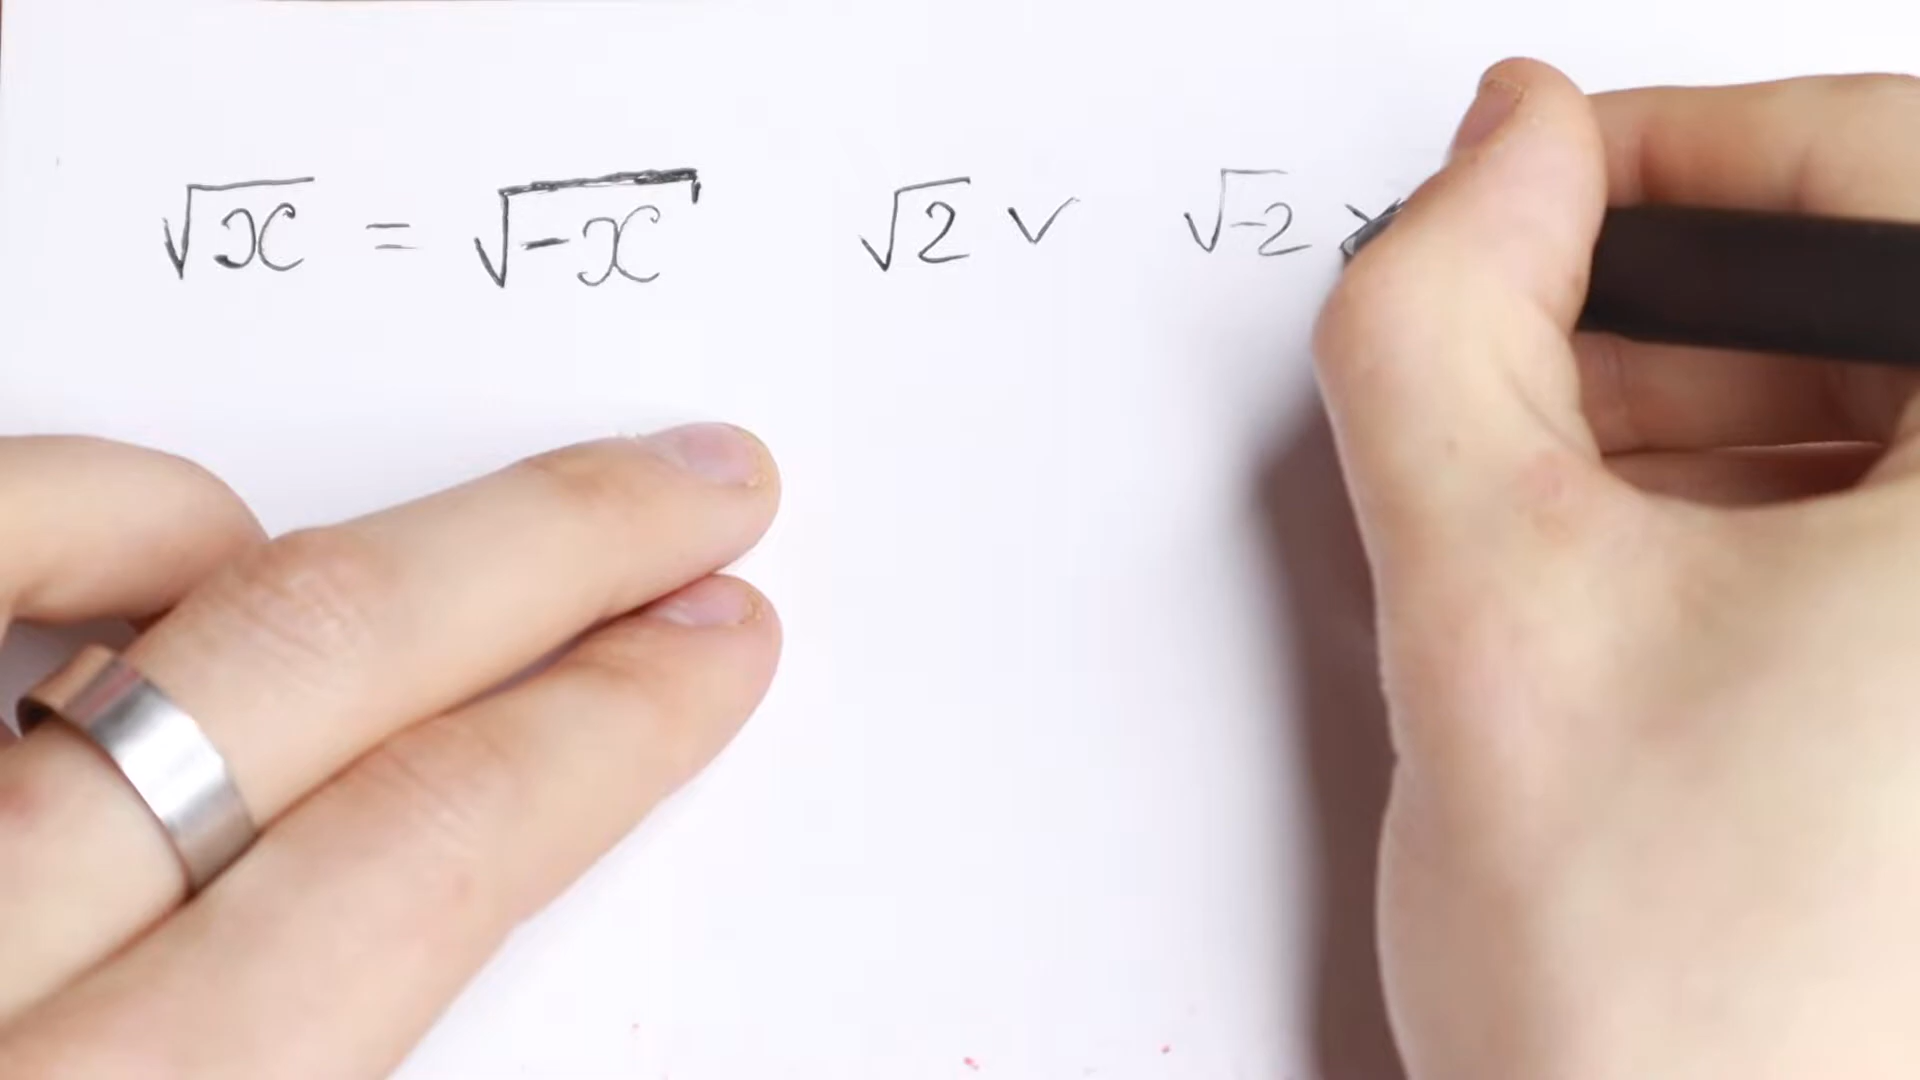 √x = √-x √2 ✓ √-2 ×